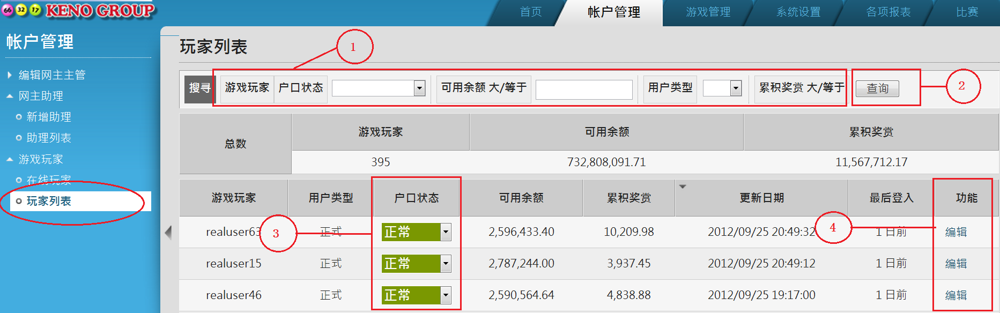 66 32 17 KENO GROUP
首页 帐户管理 游戏管理 系统设置 各项报表 比赛
帐户管理
编辑网主主管
网主助理
新增助理
助理列表
游戏玩家
在线玩家
玩家列表
玩家列表
1
搜寻 游戏玩家 户口状态 可用余额 大/等于 用户类型 累积奖赏 大/等于 查询
2
总数 游戏玩家 可用余额 累积奖赏
395 732,808,091.71 11,567,712.17
游戏玩家 用户类型 户口状态 可用余额 累积奖赏 更新日期 最后登入 功能
realuser63 正式 正常 2,596,433.40 10,209.98 2012/09/25 20:49:32 1 日前 编辑
3
4
realuser15 正式 正常 2,787,244.00 3,937.45 2012/09/25 20:49:12 1 日前 编辑
realuser46 正式 正常 2,590,564.64 4,838.88 2012/09/25 19:17:00 1 日前 编辑